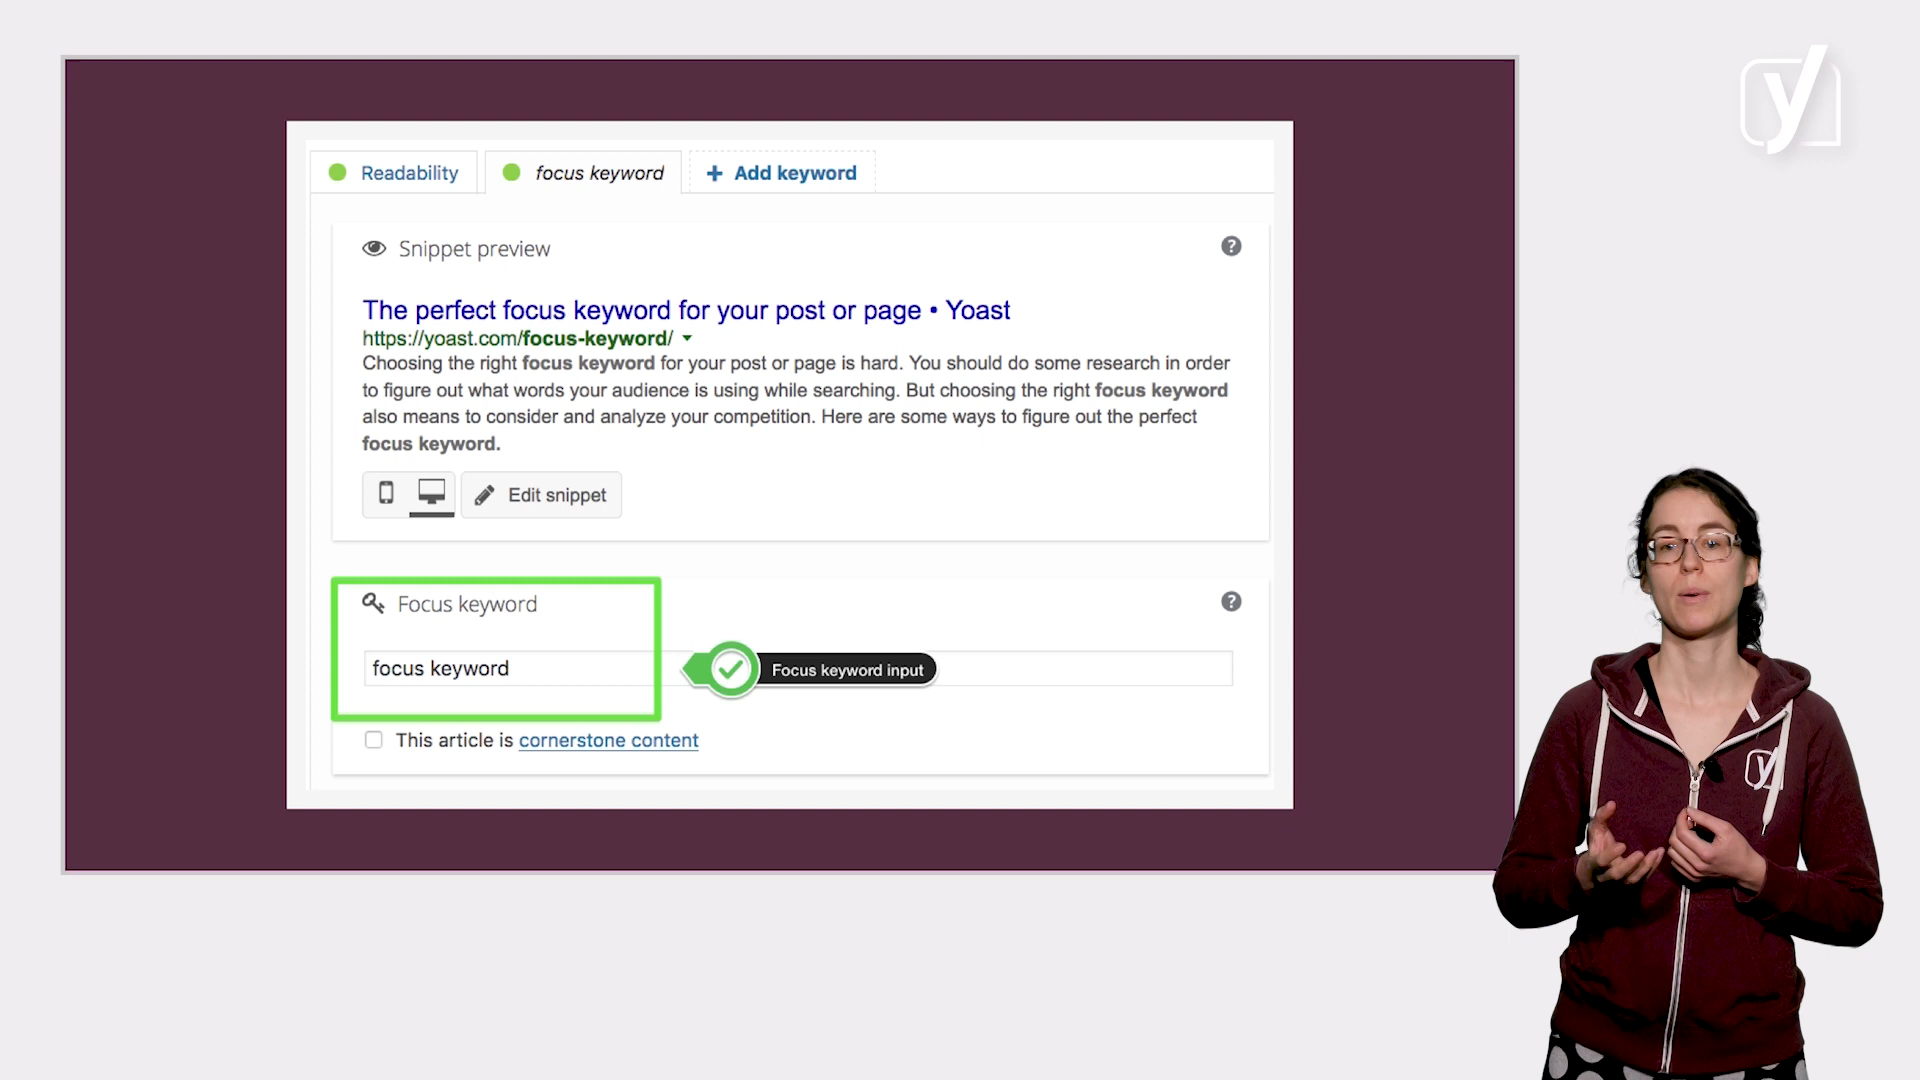 Readability
focus keyword
+ Add keyword
Snippet preview
The perfect focus keyword for your post or page • Yoast
https://yoast.com/focus-keyword/
Choosing the right focus keyword for your post or page is hard. You should do some research in order
to figure out what words your audience is using while searching. But choosing the right focus keyword
also means to consider and analyze your competition. Here are some ways to figure out the perfect
focus keyword.
Edit snippet
Focus keyword
focus keyword
Focus keyword input
This article is cornerstone content
y
y